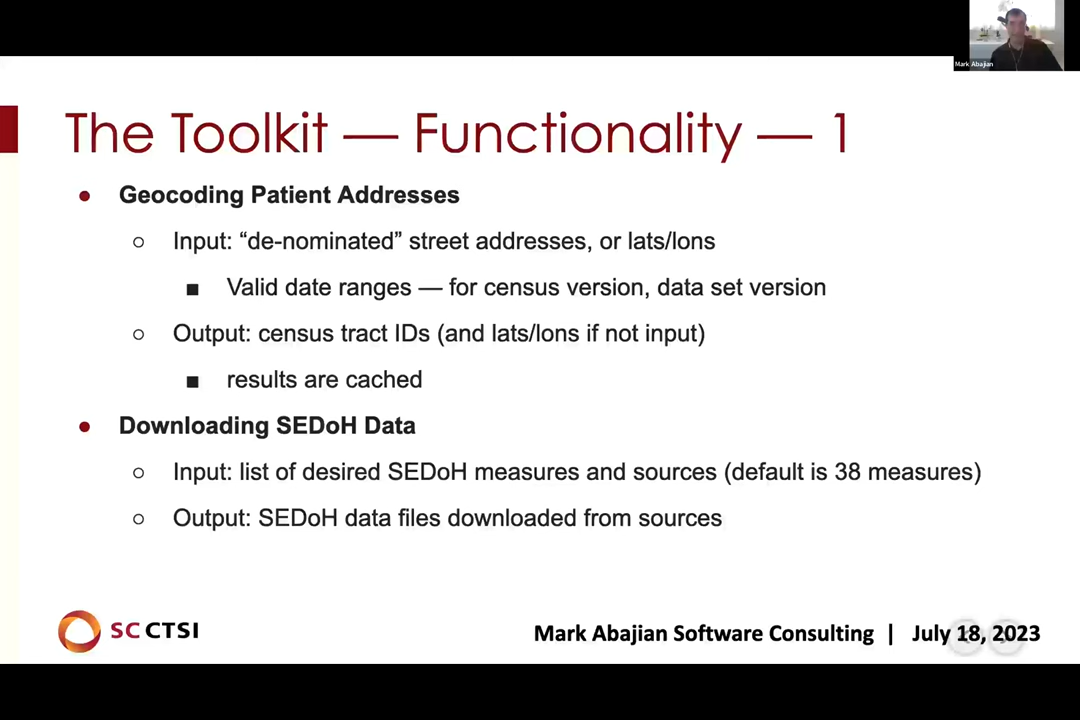 Mark Abajian
The Toolkit — Functionality — 1
● Geocoding Patient Addresses
○ Input: “de-nominated” street addresses, or lats/lons
■ Valid date ranges — for census version, data set version
○ Output: census tract IDs (and lats/lons if not input)
■ results are cached
● Downloading SEDoH Data
○ Input: list of desired SEDoH measures and sources (default is 38 measures)
○ Output: SEDoH data files downloaded from sources
SC CTSI
Mark Abajian Software Consulting | July 18, 2023